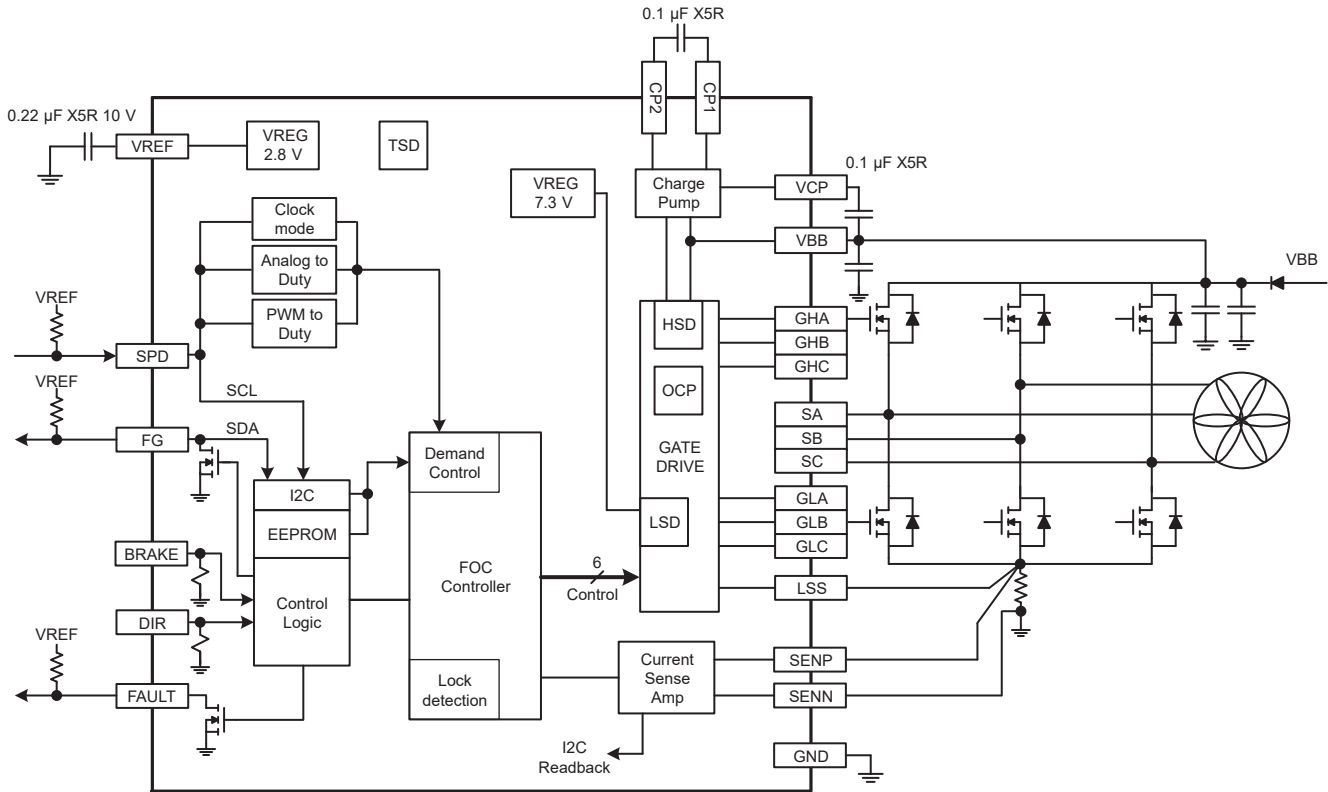 0.1 µF X5R
CP2
CP1
0.22 µF X5R 10 V
VREF
VREG
2.8 V
TSD
0.1 µF X5R
VREG
7.3 V
Charge
Pump
VCP
VBB
VBB
Clock
mode
Analog to
Duty
PWM to
Duty
VREF
SPD
VREF
SCL
FG
SDA
HSD
OCP
GATE
DRIVE
LSD
GHA
GHB
GHC
SA
SB
SC
GLA
GLB
GLC
LSS
Demand
Control
I2C
EEPROM
BRAKE
FOC
Controller
6
Control
Control
Logic
DIR
VREF
FAULT
Lock
detection
Current
Sense
Amp
SENP
SENN
I2C
Readback
GND